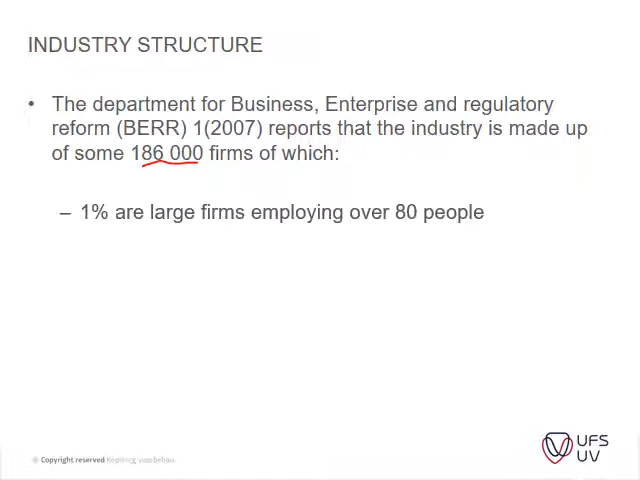 INDUSTRY STRUCTURE
• The department for Business, Enterprise and regulatory
reform (BERR) 1(2007) reports that the industry is made up
of some 186 000 firms of which:
– 1% are large firms employing over 80 people
UFS
UV
Copyright reserved